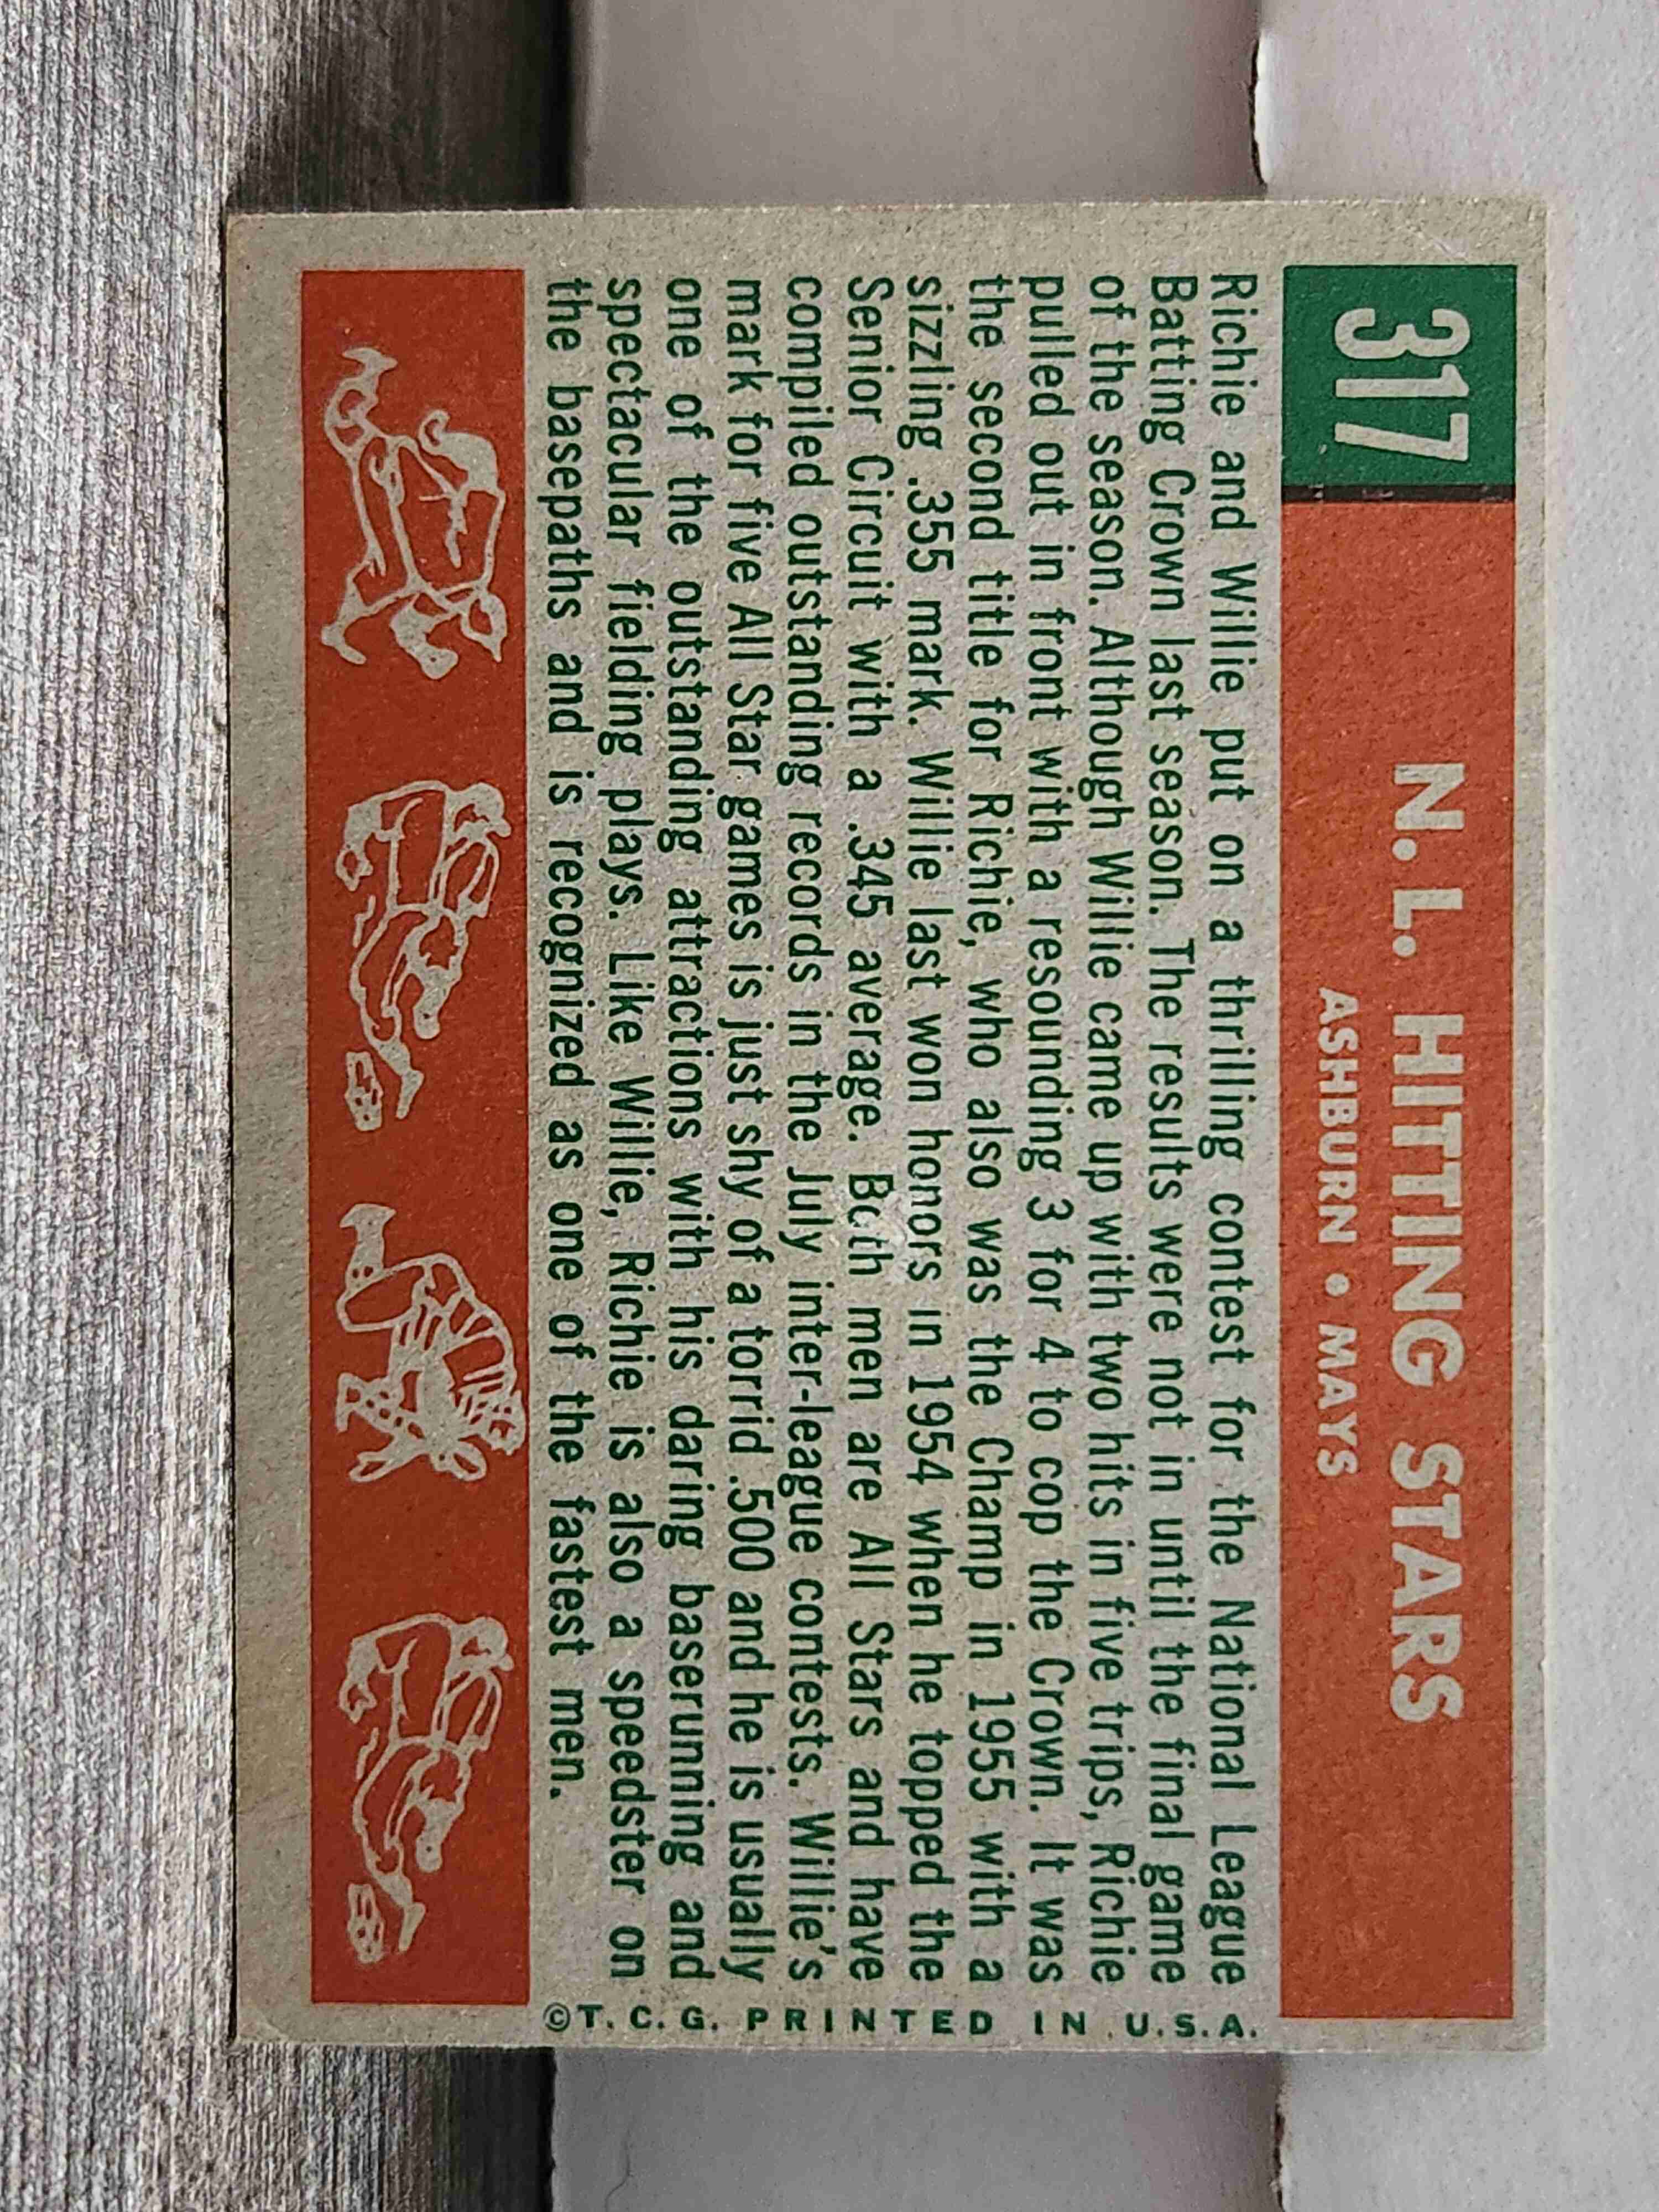 317
N. L. HITTING STARS
ASHBURN • MAYS
Richie and Willie put on a thrilling contest for the National League
Batting Crown last season. The results were not in until the final game
of the season. Although Willie came up with two hits in five trips, Richie
pulled out in front with a resounding 3 for 4 to cop the Crown. It was
the second title for Richie, who also was the Champ in 1955 with a
sizzling .355 mark. Willie last won honors in 1954 when he topped the
Senior Circuit with a .345 average. Both men are All Stars and have
compiled outstanding records in the July inter-league contests. Willie's
mark for five All Star games is just shy of a torrid .500 and he is usually
one of the outstanding attractions with his daring baserunning and
spectacular fielding plays. Like Willie, Richie is also a speedster on
the basepaths and is recognized as one of the fastest men.
©T. C. G. PRINTED IN U.S.A.